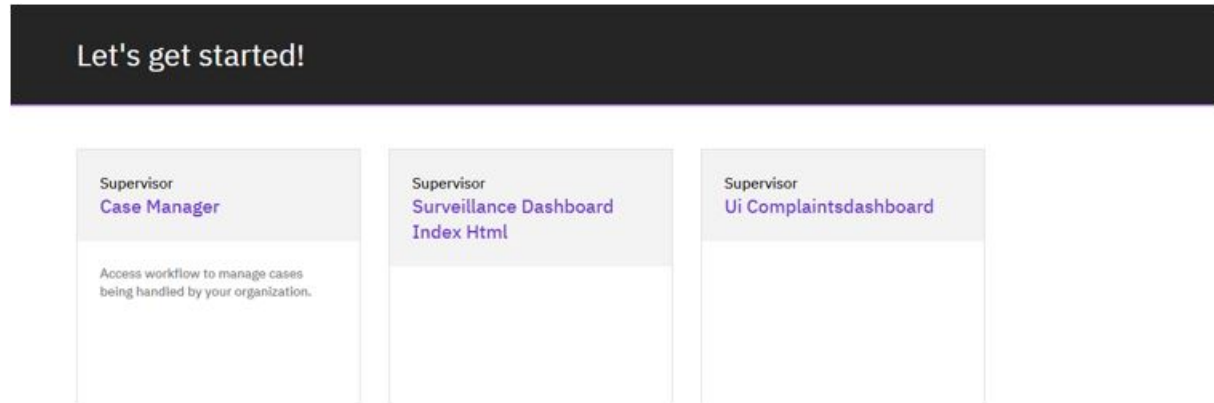 Let's get started!
Supervisor
Case Manager
Access workflow to manage cases
being handled by your organization.
Supervisor
Surveillance Dashboard
Index Html
Supervisor
Ui Complaintsdashboard